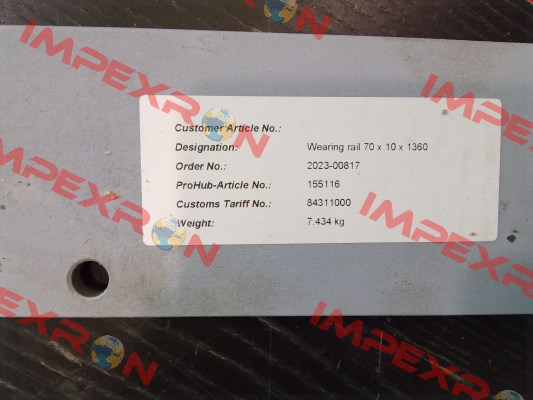 IMPEXRON
Customer Article No.:
Designation: Wearing rail 70 x 10 x 1360
Order No.: 2023-00817
ProHub-Article No.: 155116
Customs Tariff No.: 84311000
Weight: 7.434 kg
IMPEXRON
IMPEXRON
IMPEXRON
IMPEXRON
IMPEXRON